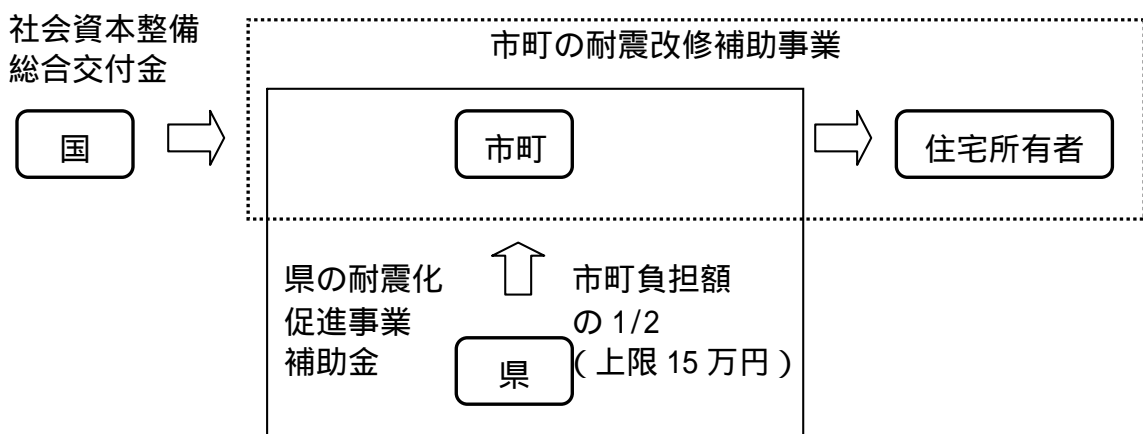 社会資本整備
総合交付金
市町の耐震改修補助事業
国
市町
住宅所有者
県の耐震化
促進事業
補助金
市町負担額
の 1/2
(上限 15 万円)
県